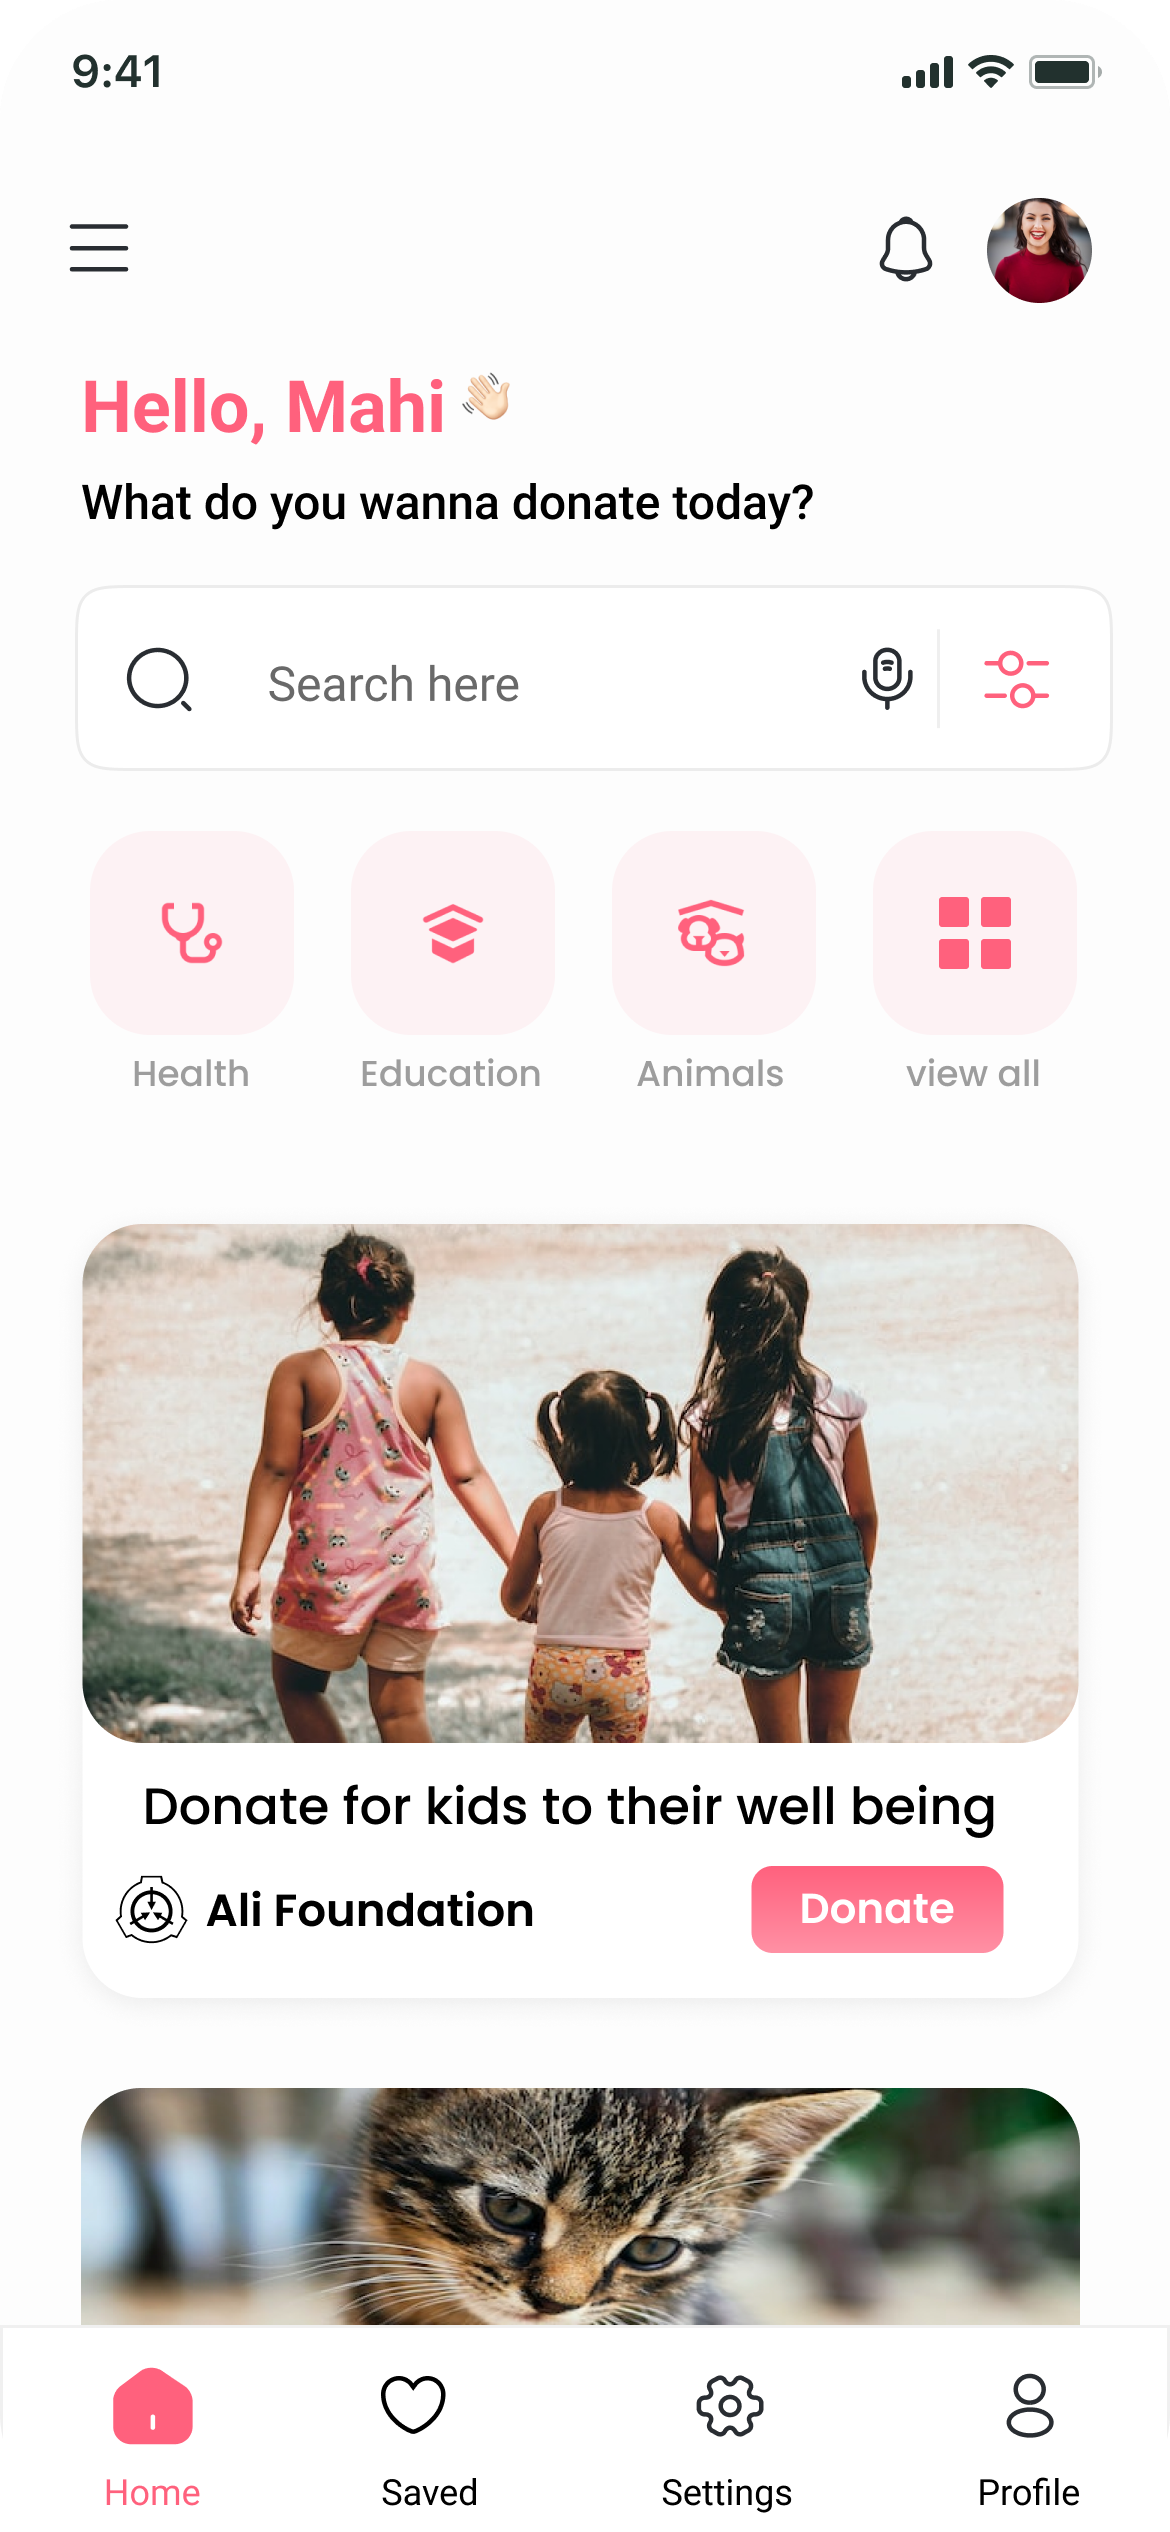 9:41
Hello, Mahi 👋🏻
What do you wanna donate today?
Search here
Health
Education
Animals
view all
Donate for kids to their well being
Ali Foundation
Donate
Home
Saved
Settings
Profile